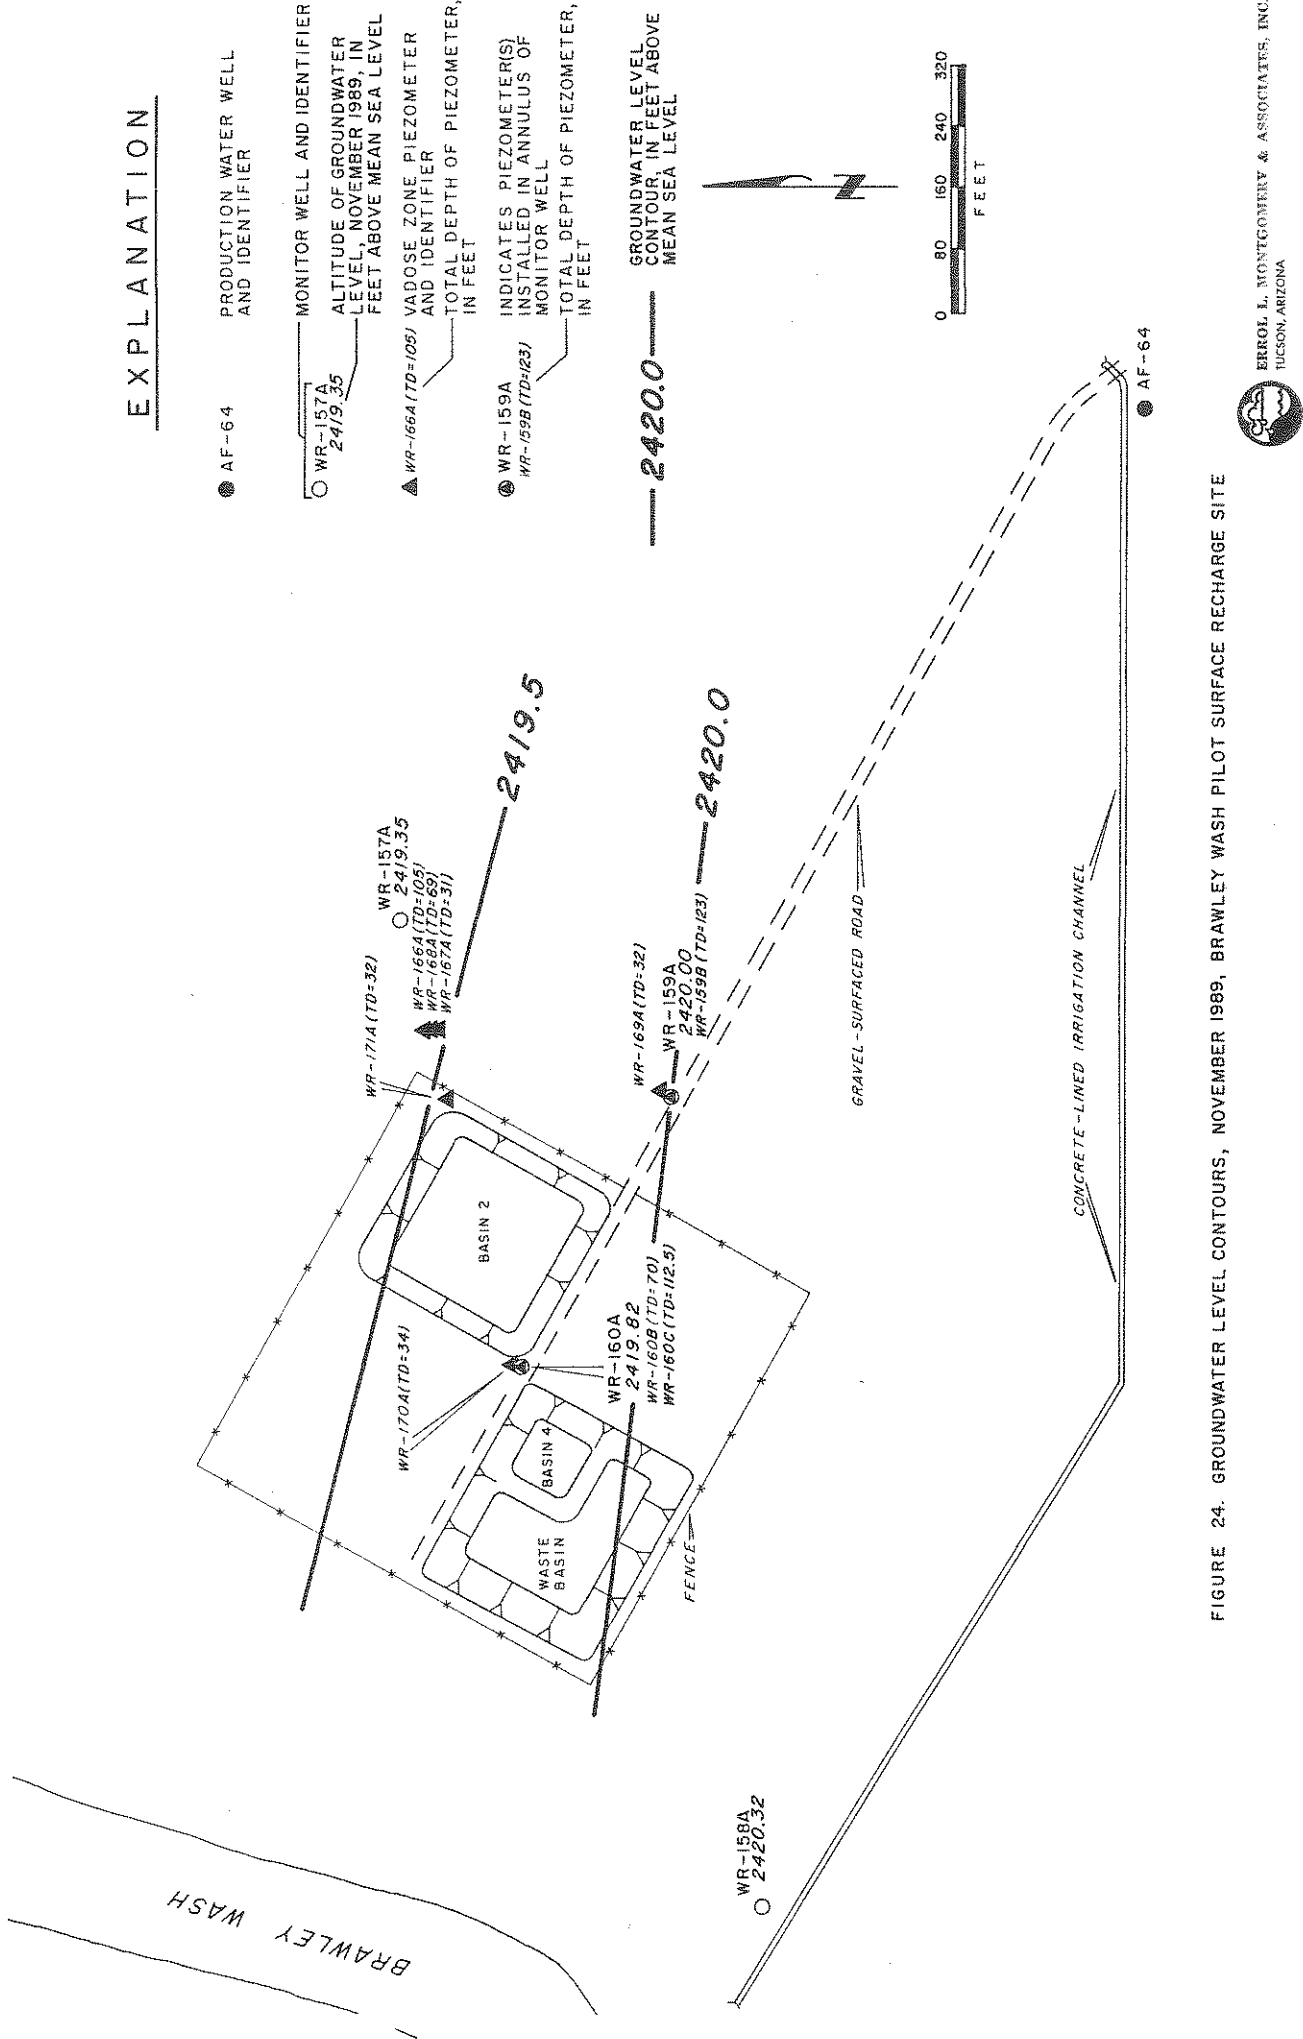 EXPLANATION
AF-64
PRODUCTION WATER WELL
AND IDENTIFIER
WR-157A
2419.35
MONITOR WELL AND IDENTIFIER
ALTITUDE OF GROUNDWATER
LEVEL, NOVEMBER 1989, IN
FEET ABOVE MEAN SEA LEVEL
WR-166A (TD=105)
VADOSE ZONE PIEZOMETER
AND IDENTIFIER
TOTAL DEPTH OF PIEZOMETER,
IN FEET
WR-159A
WR-159B (TD=123)
INDICATES PIEZOMETER(S)
INSTALLED IN ANNULUS OF
MONITOR WELL
TOTAL DEPTH OF PIEZOMETER,
IN FEET
2420.0
GROUNDWATER LEVEL
CONTOUR, IN FEET ABOVE
MEAN SEA LEVEL
N
0 80 160 240 320
FEET
BRAWLEY WASH
WR-171A (TD=32)
WR-157A
2419.35
WR-166A (TD=105)
WR-168A (TD=69)
WR-167A (TD=31)
2419.5
BASIN 2
WR-170A (TD=34)
WR-160A
2419.82
WR-160B (TD=70)
WR-160C (TD=112.5)
BASIN 4
WASTE
BASIN
FENCE
WR-169A (TD=32)
WR-159A
2420.00
WR-159B (TD=123)
2420.0
WR-158A
2420.32
GRAVEL-SURFACED ROAD
CONCRETE-LINED IRRIGATION CHANNEL
AF-64
FIGURE 24. GROUNDWATER LEVEL CONTOURS, NOVEMBER 1989, BRAWLEY WASH PILOT SURFACE RECHARGE SITE
ERROL L. MONTGOMERY & ASSOCIATES, INC.
TUCSON, ARIZONA